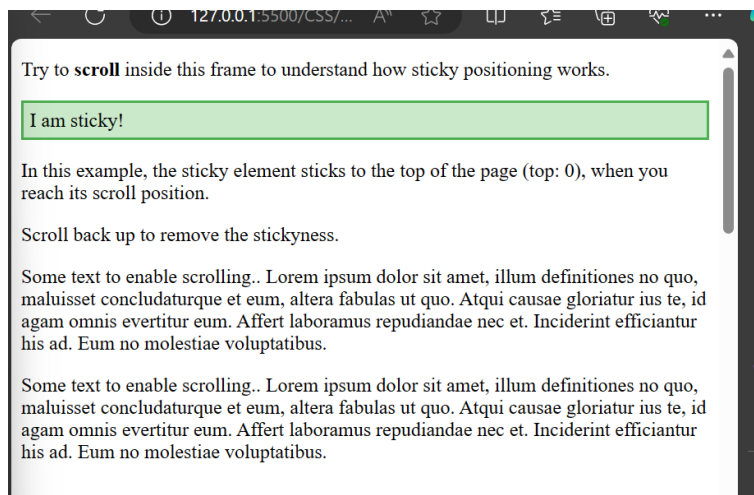 127.0.0.1:5500/CSS/...
Try to scroll inside this frame to understand how sticky positioning works.
I am sticky!
In this example, the sticky element sticks to the top of the page (top: 0), when you
reach its scroll position.
Scroll back up to remove the stickyness.
Some text to enable scrolling.. Lorem ipsum dolor sit amet, illum definitiones no quo,
maluisset concludaturque et eum, altera fabulas ut quo. Atqui causae gloriatur ius te, id
agam omnis evertitur eum. Affert laboramus repudiandae nec et. Inciderint efficiantur
his ad. Eum no molestiae voluptatibus.
Some text to enable scrolling.. Lorem ipsum dolor sit amet, illum definitiones no quo,
maluisset concludaturque et eum, altera fabulas ut quo. Atqui causae gloriatur ius te, id
agam omnis evertitur eum. Affert laboramus repudiandae nec et. Inciderint efficiantur
his ad. Eum no molestiae voluptatibus.